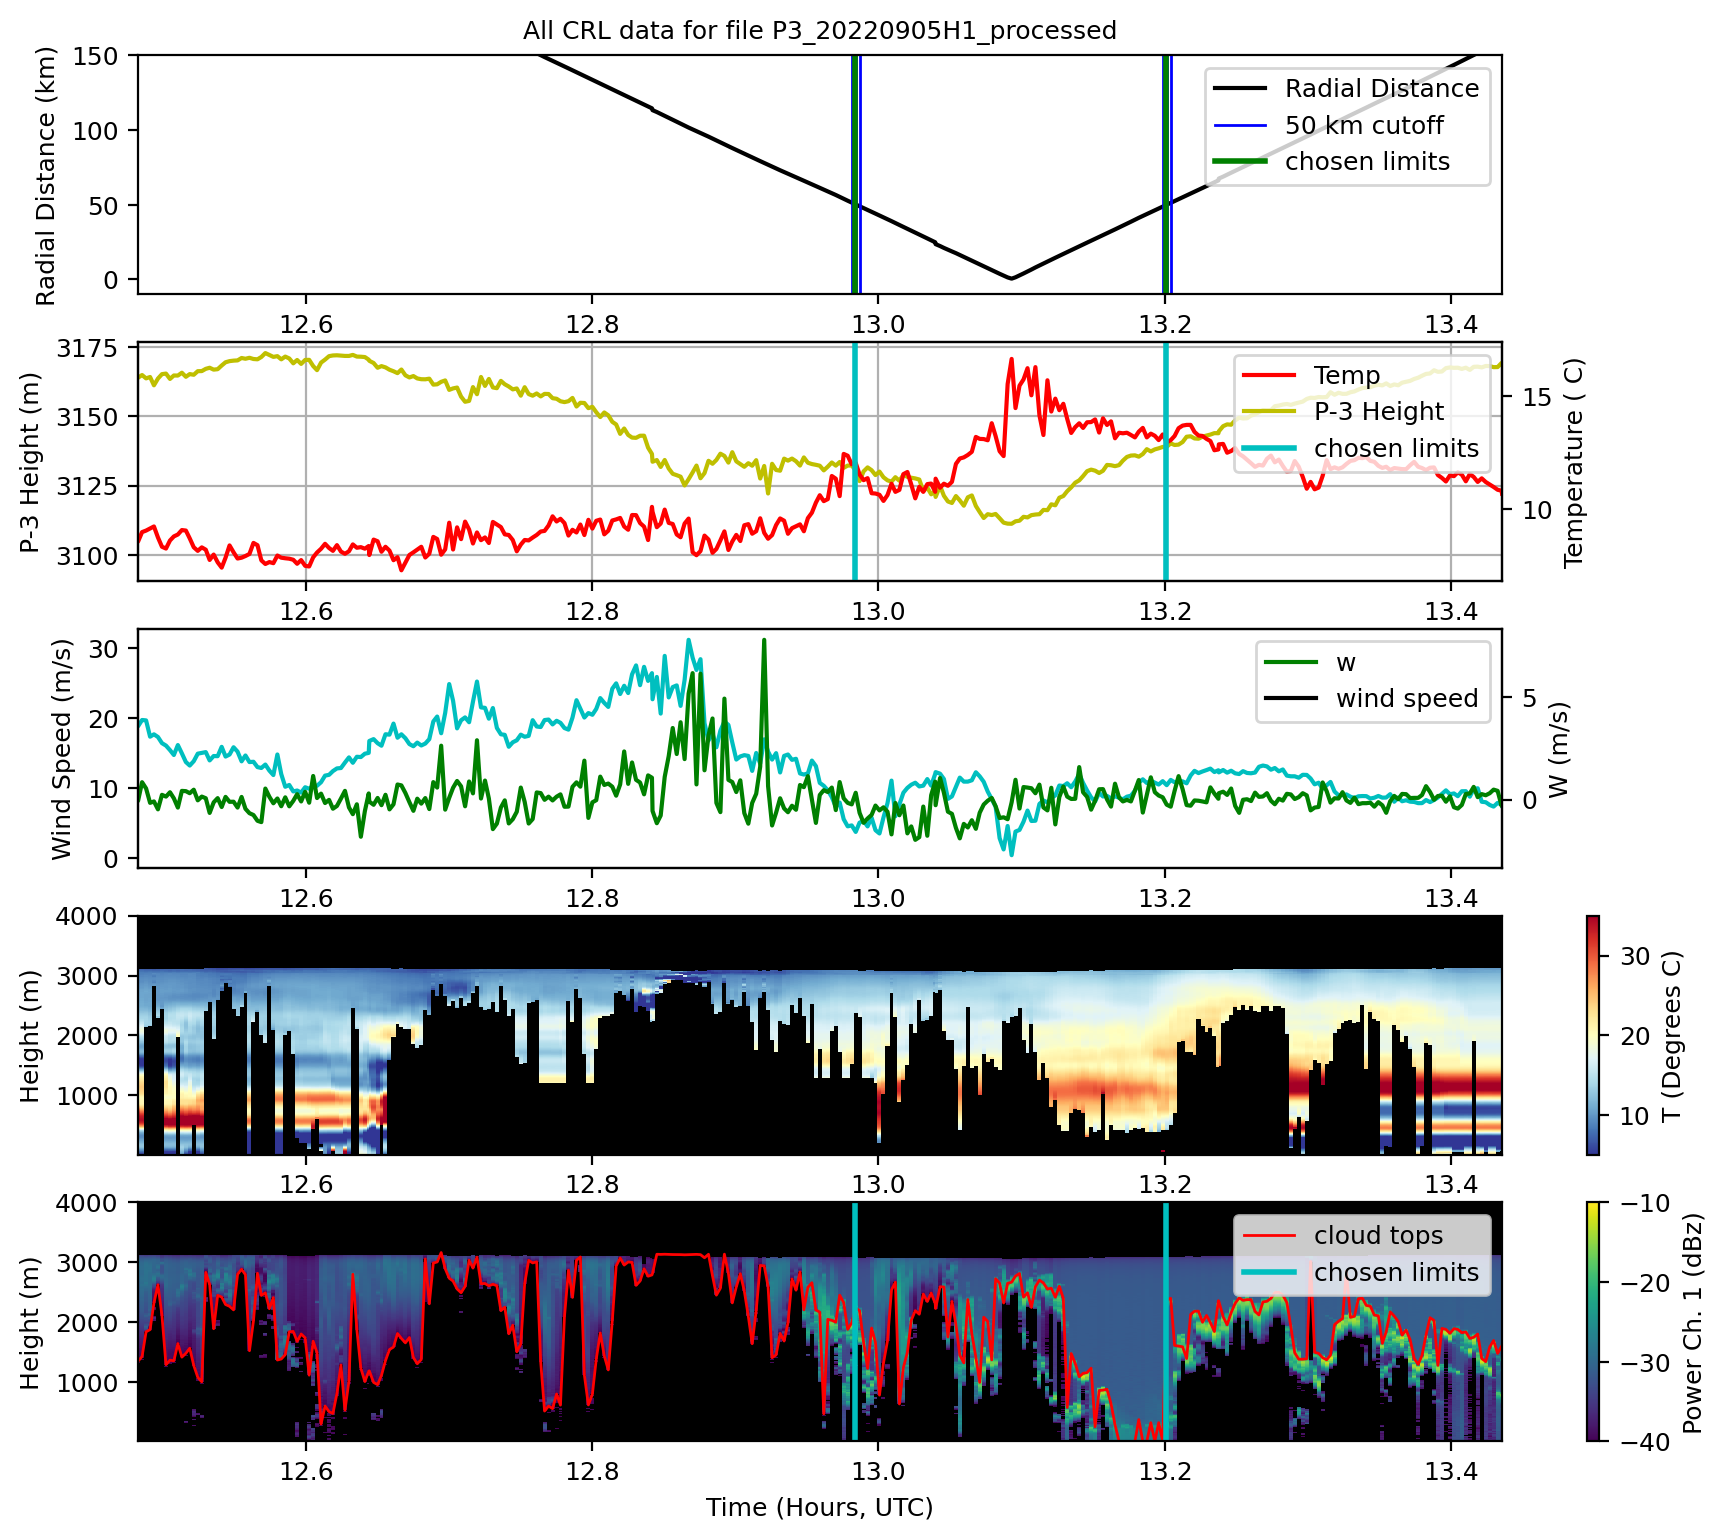 All CRL data for file P3_20220905H1_processed
Radial Distance (km)
150
100
50
0
Radial Distance
50 km cutoff
chosen limits
12.6 12.8 13.0 13.2 13.4
P-3 Height (m)
3175
3150
3125
3100
Temp
P-3 Height
chosen limits
15
10
Temperature ( C)
12.6 12.8 13.0 13.2 13.4
Wind Speed (m/s)
30
20
10
0
w
wind speed
5
0
W (m/s)
12.6 12.8 13.0 13.2 13.4
Height (m)
4000
3000
2000
1000
30
20
10
T (Degrees C)
12.6 12.8 13.0 13.2 13.4
Height (m)
4000
3000
2000
1000
cloud tops
chosen limits
−10
−20
−30
−40
Power Ch. 1 (dBz)
12.6 12.8 13.0 13.2 13.4
Time (Hours, UTC)